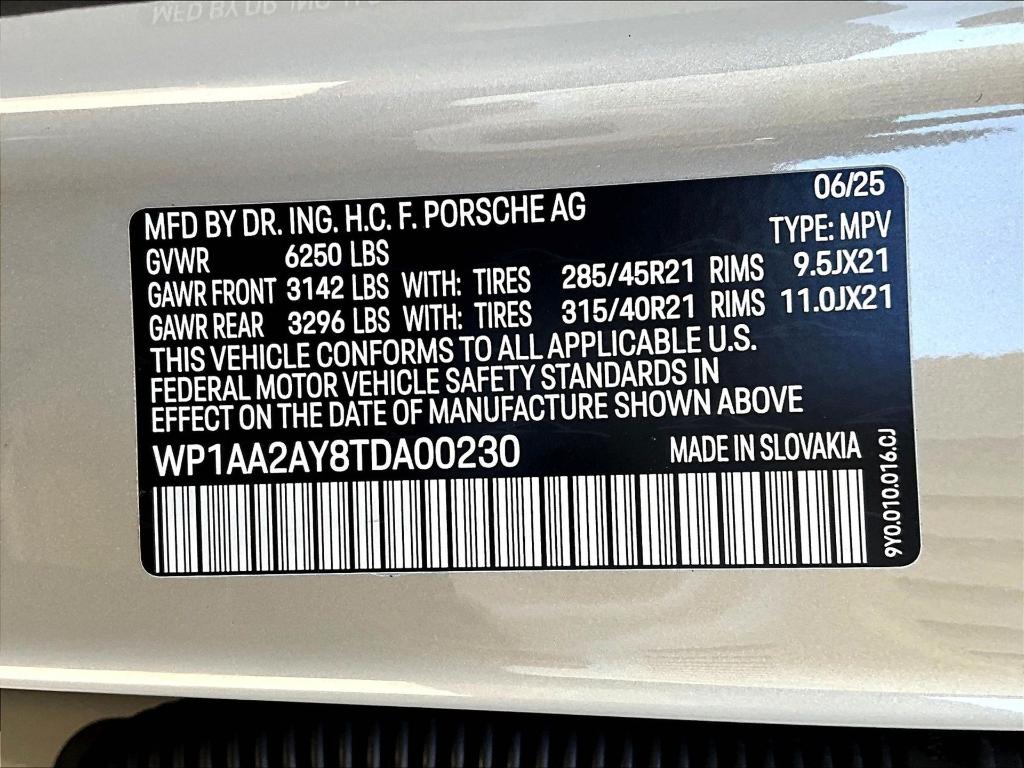 MFD BY DR. ING. H.C. F. PORSCHE AG 06/25
GVWR 6250 LBS TYPE: MPV
GAWR FRONT 3142 LBS WITH: TIRES 285/45R21 RIMS 9.5JX21
GAWR REAR 3296 LBS WITH: TIRES 315/40R21 RIMS 11.0JX21
THIS VEHICLE CONFORMS TO ALL APPLICABLE U.S.
FEDERAL MOTOR VEHICLE SAFETY STANDARDS IN
EFFECT ON THE DATE OF MANUFACTURE SHOWN ABOVE
WP1AA2AY8TDA00230 MADE IN SLOVAKIA
9Y0.010.016.CJ